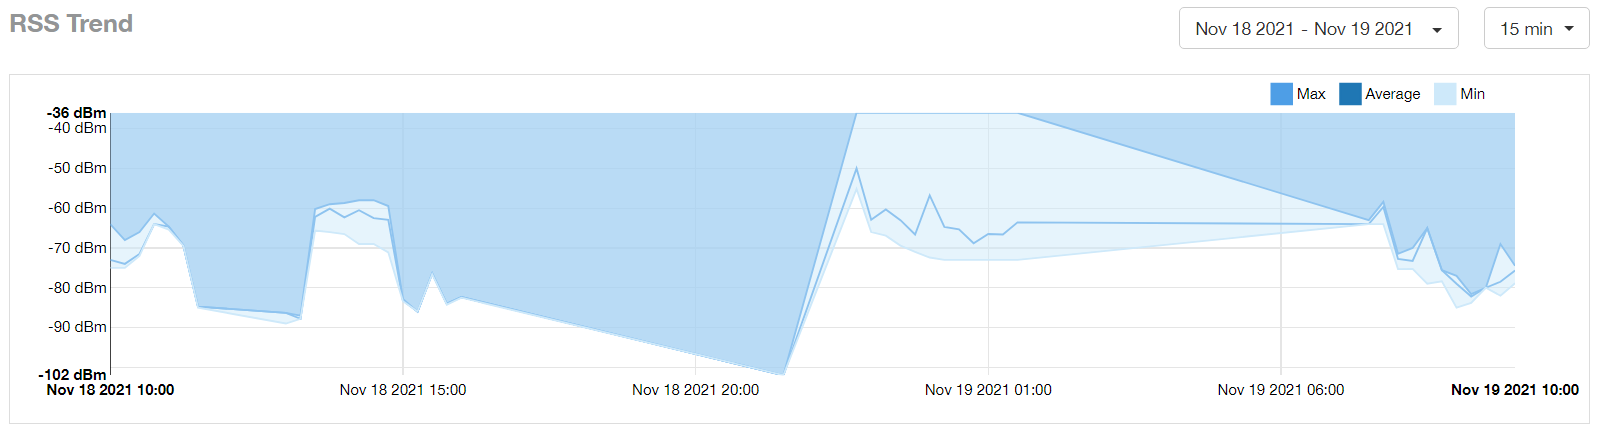 RSS Trend
Nov 18 2021 - Nov 19 2021
15 min
Max
Average
Min
-36 dBm
-40 dBm
-50 dBm
-60 dBm
-70 dBm
-80 dBm
-90 dBm
-102 dBm
Nov 18 2021 10:00
Nov 18 2021 15:00
Nov 18 2021 20:00
Nov 19 2021 01:00
Nov 19 2021 06:00
Nov 19 2021 10:00